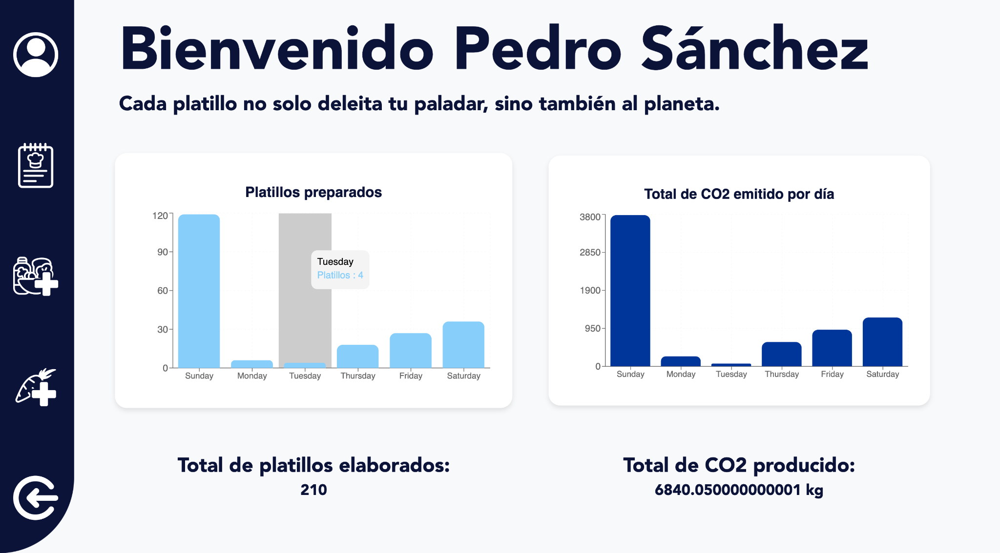 Bienvenido Pedro Sánchez
Cada platillo no solo deleita tu paladar, sino también al planeta.
Platillos preparados
120
90
60
30
0
Tuesday
Platillos : 4
Sunday Monday Tuesday Thursday Friday Saturday
Total de CO2 emitido por día
3800
2850
1900
950
0
Sunday Monday Tuesday Thursday Friday Saturday
Total de platillos elaborados:
210
Total de CO2 producido:
6840.050000000001 kg